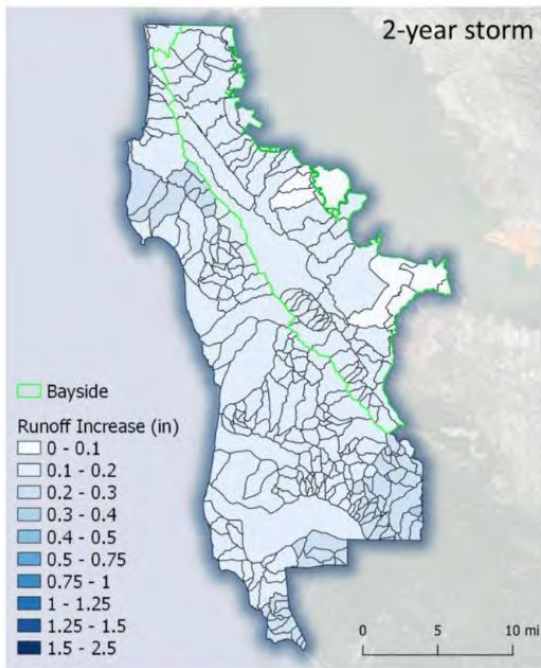 2-year storm
Bayside
Runoff Increase (in)
0 - 0.1
0.1 - 0.2
0.2 - 0.3
0.3 - 0.4
0.4 - 0.5
0.5 - 0.75
0.75 - 1
1 - 1.25
1.25 - 1.5
1.5 - 2.5
0 5 10 mi